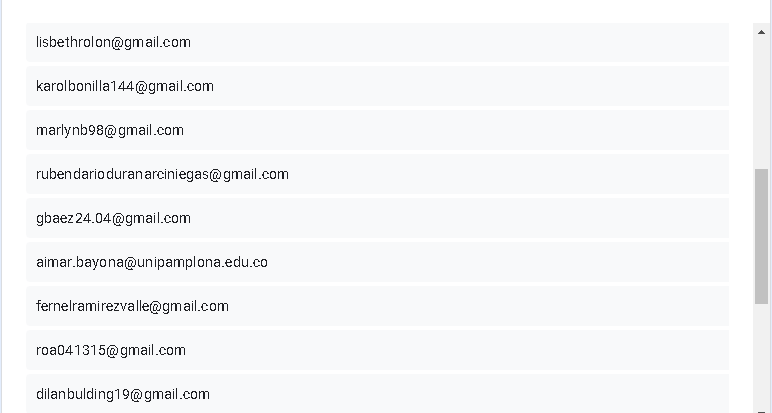 lisbethrolon@gmail.com
karolbonilla144@gmail.com
marlynb98@gmail.com
rubendarioduranarciniegas@gmail.com
gbaez24.04@gmail.com
aimar.bayona@unipamplona.edu.co
fernelramirezvalle@gmail.com
roa041315@gmail.com
dilanbulding19@gmail.com